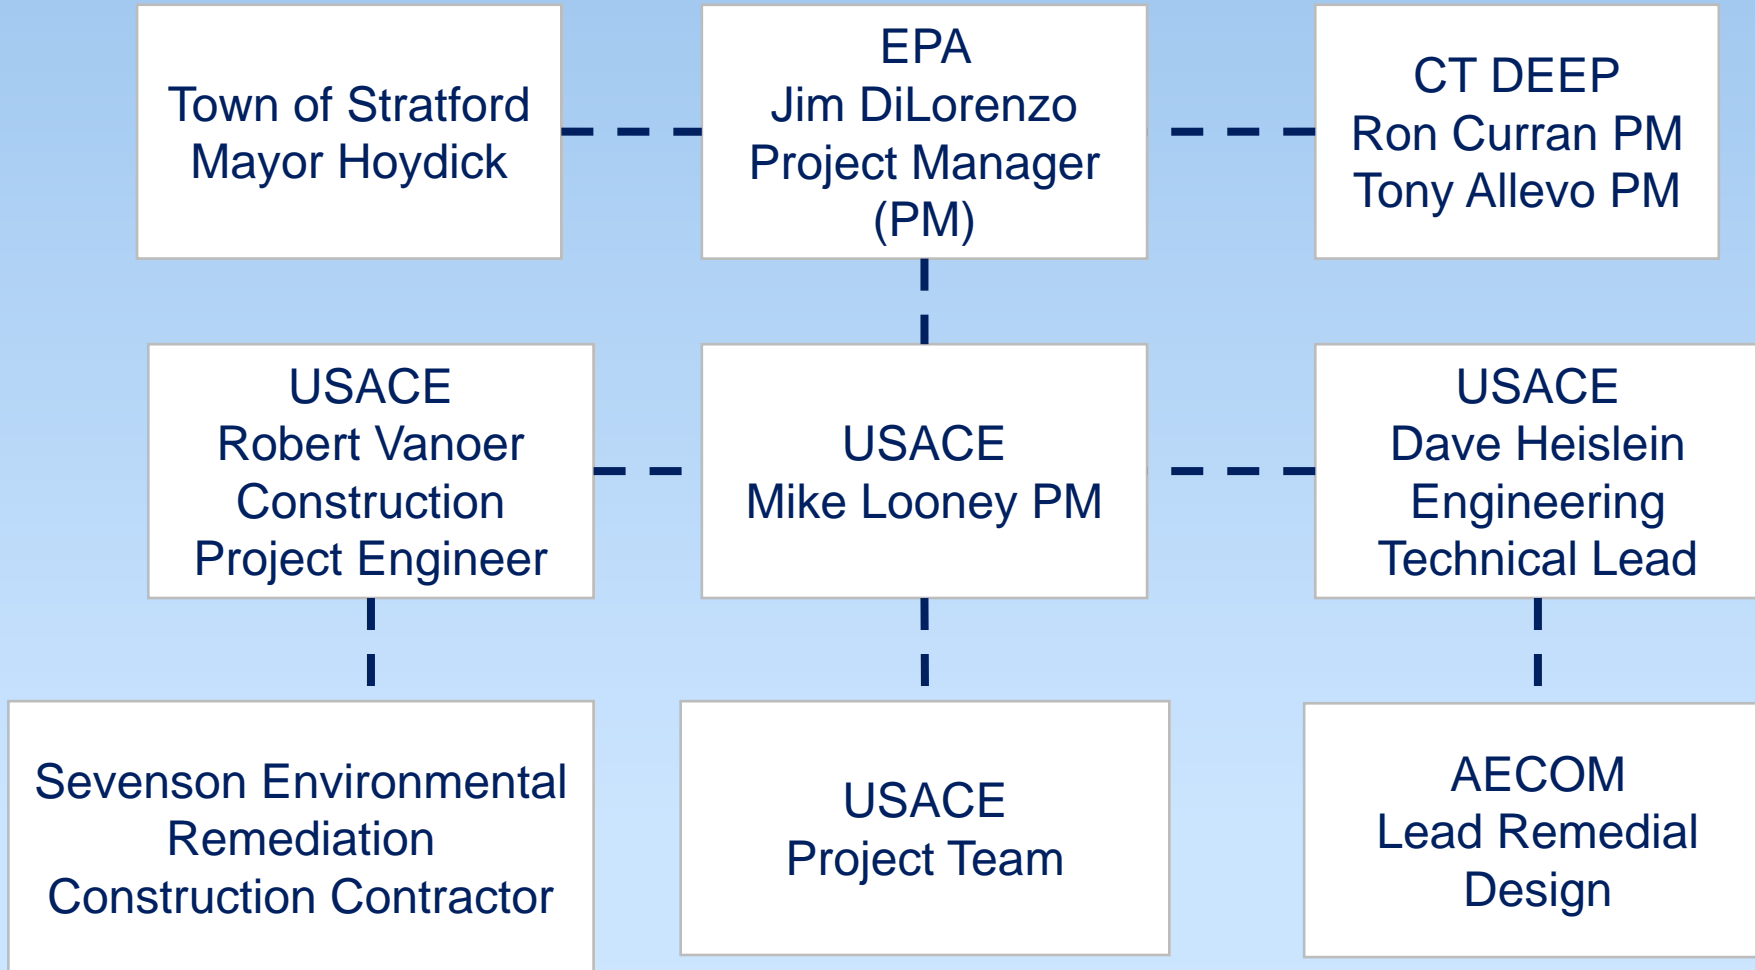 Town of Stratford
Mayor Hoydick
EPA
Jim DiLorenzo
Project Manager
(PM)
CT DEEP
Ron Curran PM
Tony Allevo PM
USACE
Robert Vanoer
Construction
Project Engineer
USACE
Mike Looney PM
USACE
Dave Heislein
Engineering
Technical Lead
Sevenson Environmental
Remediation
Construction Contractor
USACE
Project Team
AECOM
Lead Remedial
Design